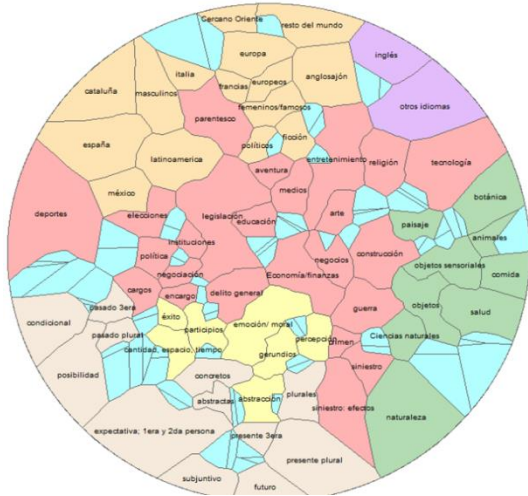 Cercano Oriente
resto del mundo
europa
inglés
italia
anglosajón
cataluña
masculinos
francias
europeos
otros idiomas
femeninos/famosos
parentesco
españa
políticos
ficción
latinoamerica
entretenimiento
religión
tecnología
aventura
medios
méxico
botánica
deportes
elecciones
legislación
educación
arte
paisaje
animales
instituciones
política
negocios
construcción
objetos sensoriales
negociación
Economía/finanzas
comida
cargos
encargo
delito general
objetos
pasado 3era
guerra
salud
condicional
éxito
emoción/ moral
pasado plural
participios
percepción
crimen
Ciencias naturales
cantidad, espacio, tiempo
gerundios
posibilidad
concretos
siniestro
abstractas
abstracción
plurales
siniestro: efectos
naturaleza
expectativa; 1era y 2da persona
presente 3era
presente plural
subjuntivo
futuro